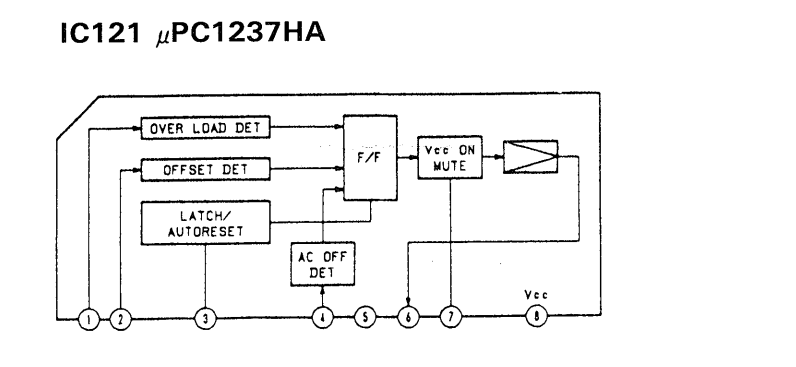 IC121 μPC1237HA
OVER LOAD DET
OFFSET DET
LATCH/
AUTORESET
AC OFF
DET
F/F
Vcc ON
MUTE
Vcc
1 2 3 4 5 6 7 8